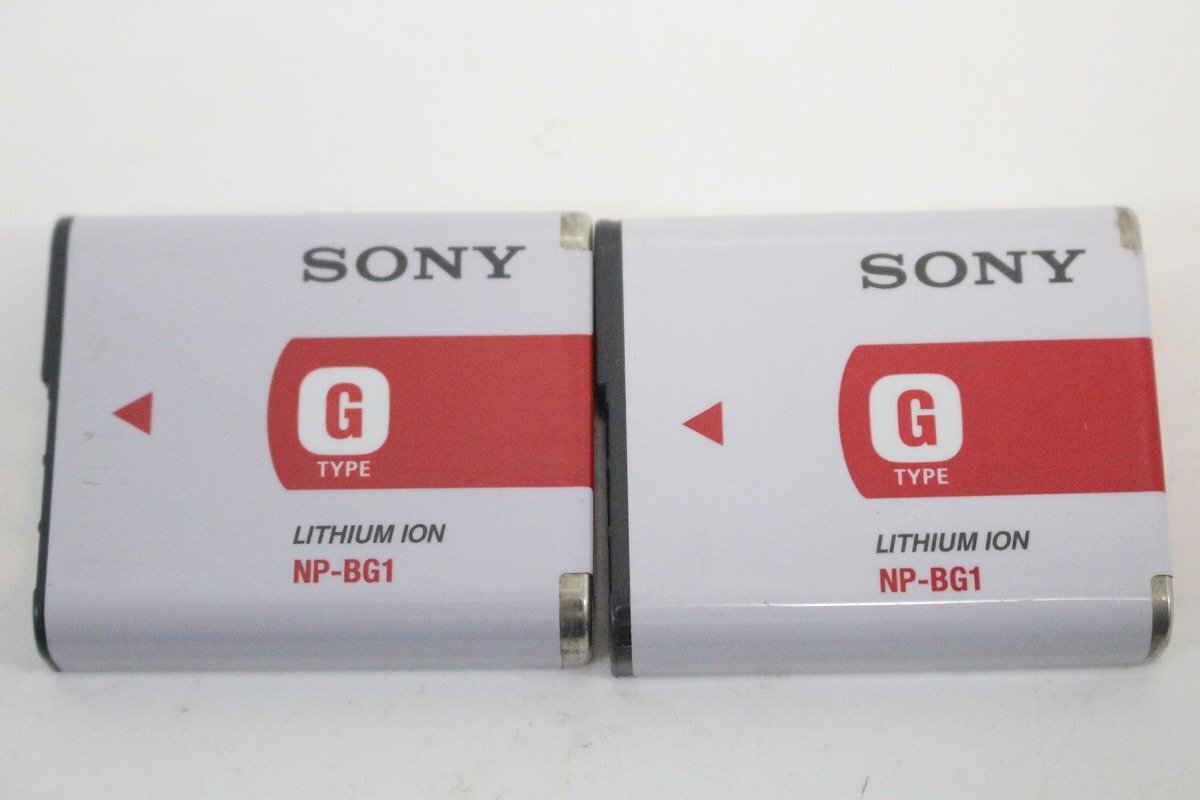 SONY
G
TYPE
LITHIUM ION
NP-BG1
SONY
G
TYPE
LITHIUM ION
NP-BG1